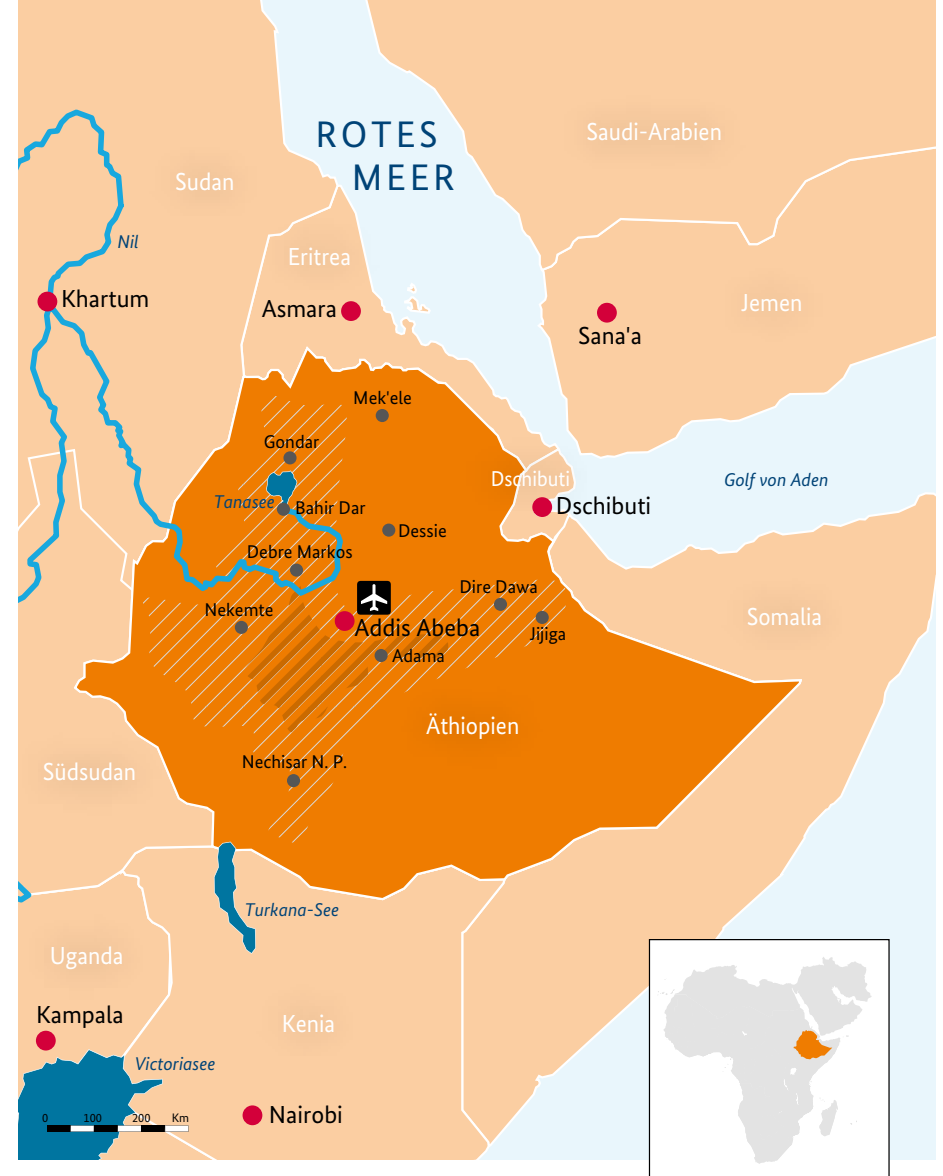 ROTES
MEER
Saudi-Arabien
Sudan
Nil
Eritrea
Khartum
Asmara
Jemen
Sana'a
Mek'ele
Gondar
Dschibuti
Golf von Aden
Tanasee
Bahir Dar
Dschibuti
Dessie
Debre Markos
Dire Dawa
Nekemte
Addis Abeba
Jijiga
Somalia
Adama
Äthiopien
Nechisar N. P.
Südsudan
Turkana-See
Uganda
Kampala
Kenia
Victoriasee
0 100 200 Km
Nairobi